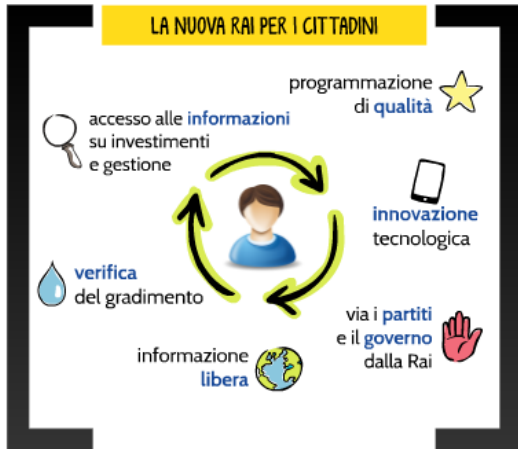 LA NUOVA RAI PER I CITTADINI
programmazione
di qualità
accesso alle informazioni
su investimenti
e gestione
innovazione
tecnologica
verifica
del gradimento
via i partiti
e il governo
dalla Rai
informazione
libera